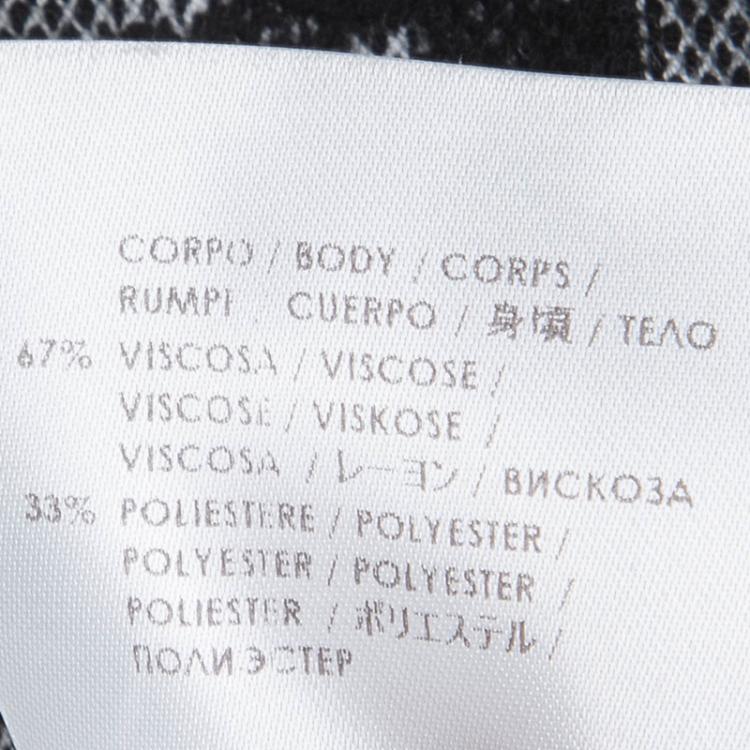 CORPO / BODY / CORPS /
RUMPF / CUERPO / 身頃 / ТЕЛО
67% VISCOSA / VISCOSE /
VISCOSE / VISKOSE /
VISCOSA / レーヨン / ВИСКОЗА
33% POLIESTERE / POLYESTER /
POLYESTER / POLYESTER /
POLIESTER / ポリエステル /
ПОЛИЭСТЕР